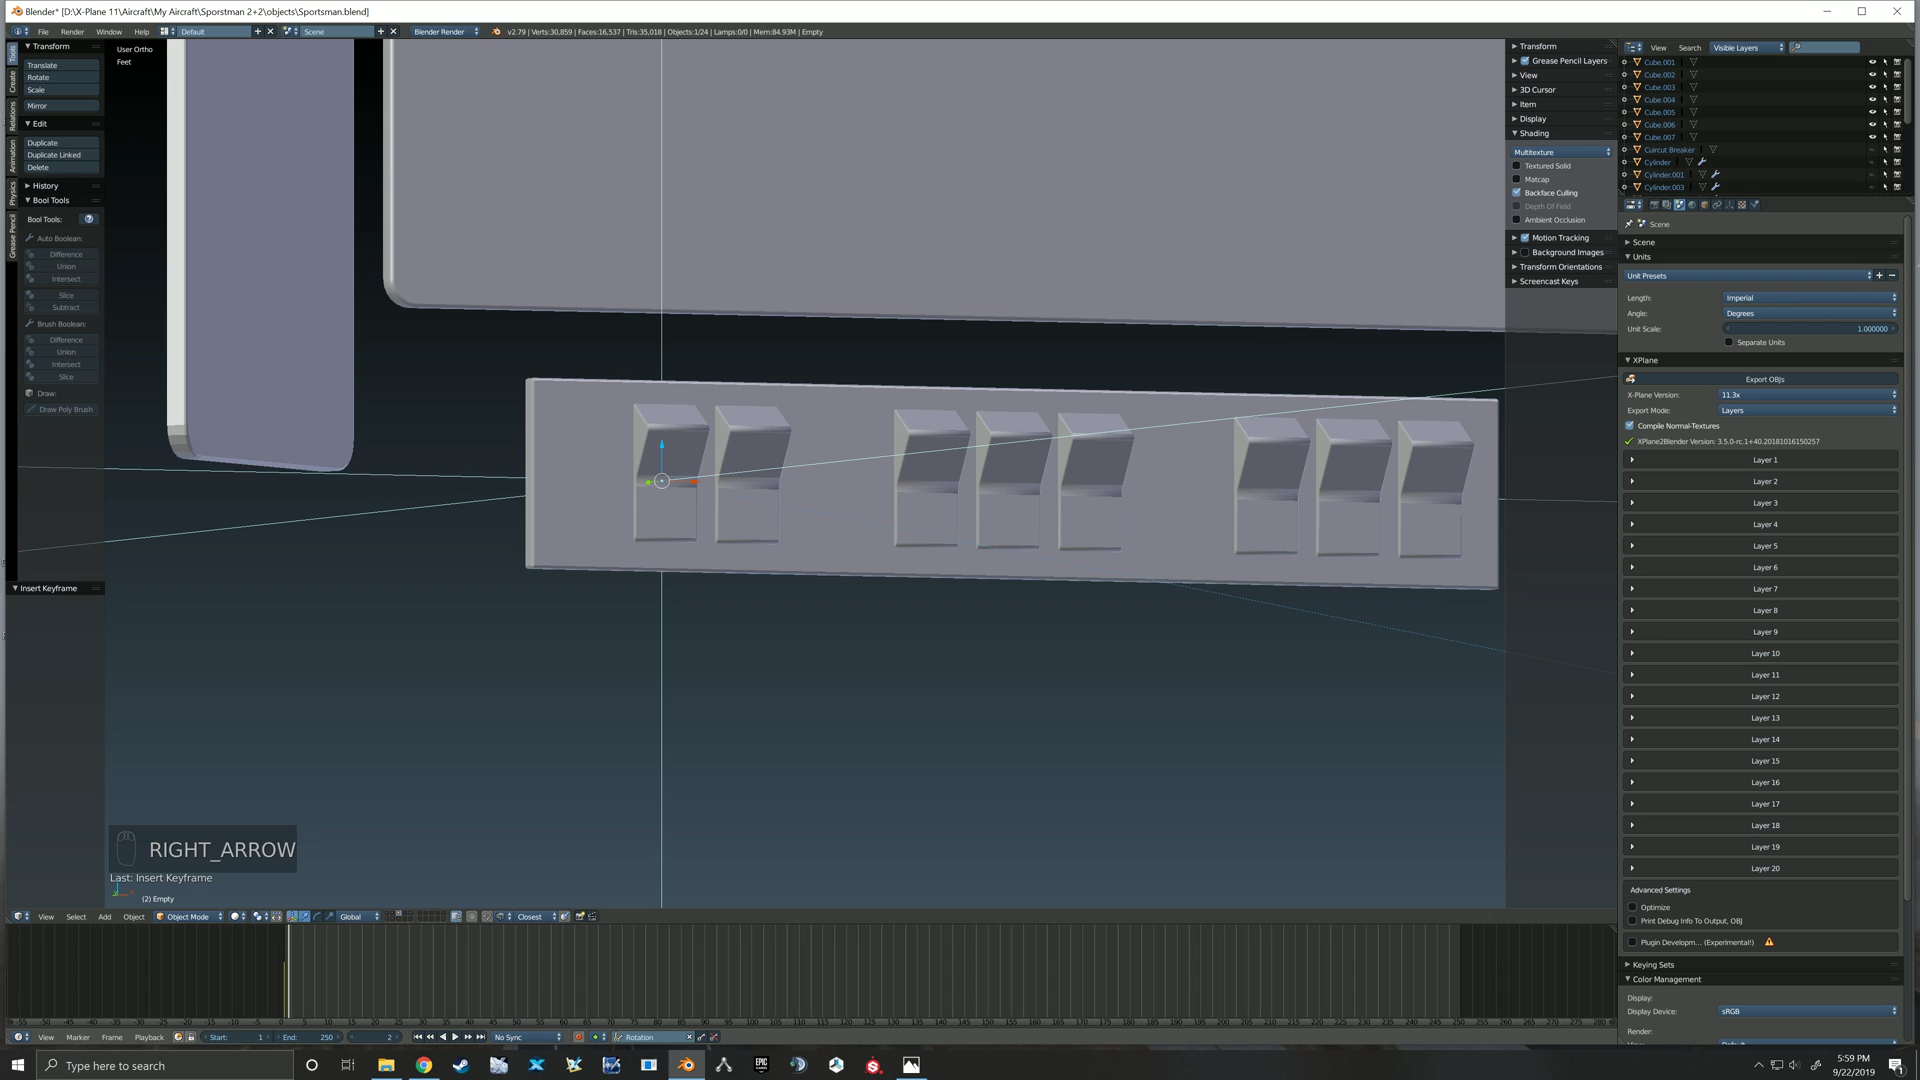 Blender* [D:\X-Plane 11\Aircraft\My Aircraft\Sporstman 2+2\objects\Sportsman.blend]
File Render Window Help Default Scene Blender Render v2.79 | Verts:30,859 | Faces:16,537 | Tris:35,018 | Objects:1/24 | Lamps:0/0 | Mem:84.93M | Empty
Tools
Create
Relations
Animation
Physics
Grease Pencil
Transform
Translate
Rotate
Scale
Mirror
Edit
Duplicate
Duplicate Linked
Delete
History
Bool Tools
Bool Tools:
Auto Boolean:
Difference
Union
Intersect
Slice
Subtract
Brush Boolean:
Difference
Union
Intersect
Slice
Draw:
Draw Poly Brush
Insert Keyframe
User Ortho
Feet
RIGHT_ARROW
Last: Insert Keyframe
(2) Empty
Transform
Grease Pencil Layers
View
3D Cursor
Item
Display
Shading
Multitexture
Textured Solid
Matcap
Backface Culling
Depth Of Field
Ambient Occlusion
Motion Tracking
Background Images
Transform Orientations
Screencast Keys
View Search Visible Layers
Cube.001
Cube.002
Cube.003
Cube.004
Cube.005
Cube.006
Cube.007
Cuircut Breaker
Cylinder
Cylinder.001
Cylinder.003
Scene
Scene
Units
Unit Presets
Length: Imperial
Angle: Degrees
Unit Scale: 1.000000
Separate Units
XPlane
Export OBJs
X-Plane Version: 11.3x
Export Mode: Layers
Compile Normal-Textures
XPlane2Blender Version: 3.5.0-rc.1+40.20181016150257
Layer 1
Layer 2
Layer 3
Layer 4
Layer 5
Layer 6
Layer 7
Layer 8
Layer 9
Layer 10
Layer 11
Layer 12
Layer 13
Layer 14
Layer 15
Layer 16
Layer 17
Layer 18
Layer 19
Layer 20
Advanced Settings
Optimize
Print Debug Info To Output, OBJ
Plugin Developm... (Experimental!)
Keying Sets
Color Management
Display:
Display Device: sRGB
Render:
View Select Add Object Object Mode Global Closest
View Marker Frame Playback Start: 1 End: 250 2 No Sync Rotation
Type here to search
EPIC GAMES
5:59 PM
9/22/2019